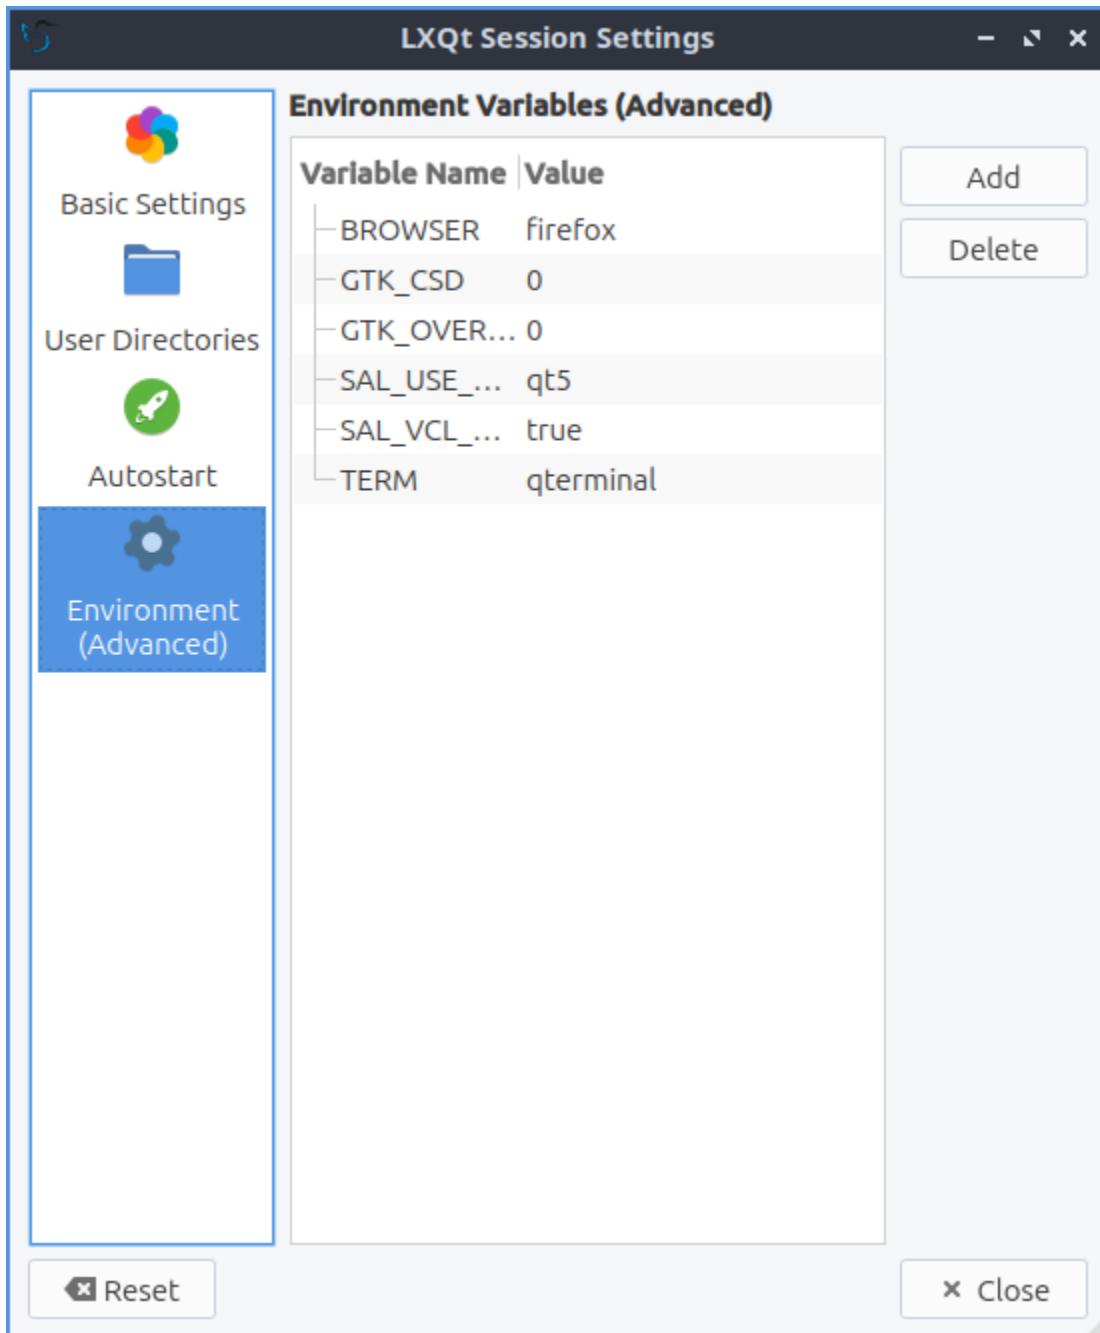 LXQt Session Settings
Basic Settings
User Directories
Autostart
Environment
(Advanced)
Environment Variables (Advanced)
Variable Name Value
BROWSER firefox
GTK_CSD 0
GTK_OVER... 0
SAL_USE_... qt5
SAL_VCL_... true
TERM qterminal
Add
Delete
Reset
Close